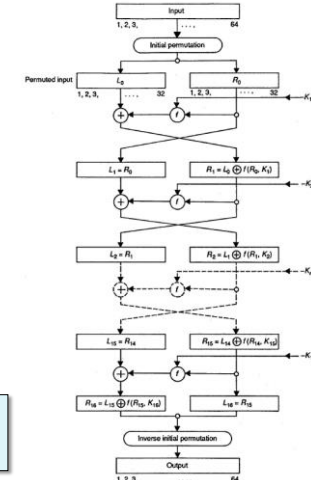 Input
1, 2, 3, . . . , 64
Initial permutation
Permuted input
L₀ R₀
1, 2, 3, . . . , 32 1, 2, 3, . . . , 32
K₁
+ f
L₁ = R₀ R₁ = L₀ ⊕ f(R₀, K₁)
+ f
L₂ = R₁ R₂ = L₁ ⊕ f(R₁, K₂)
+ f
L₁₅ = R₁₄ R₁₅ = L₁₄ ⊕ f(R₁₄, K₁₅)
+ f
R₁₆ = L₁₅ ⊕ f(R₁₅, K₁₆) L₁₆ = R₁₅
Inverse initial permutation
Output
1, 2, 3, 64